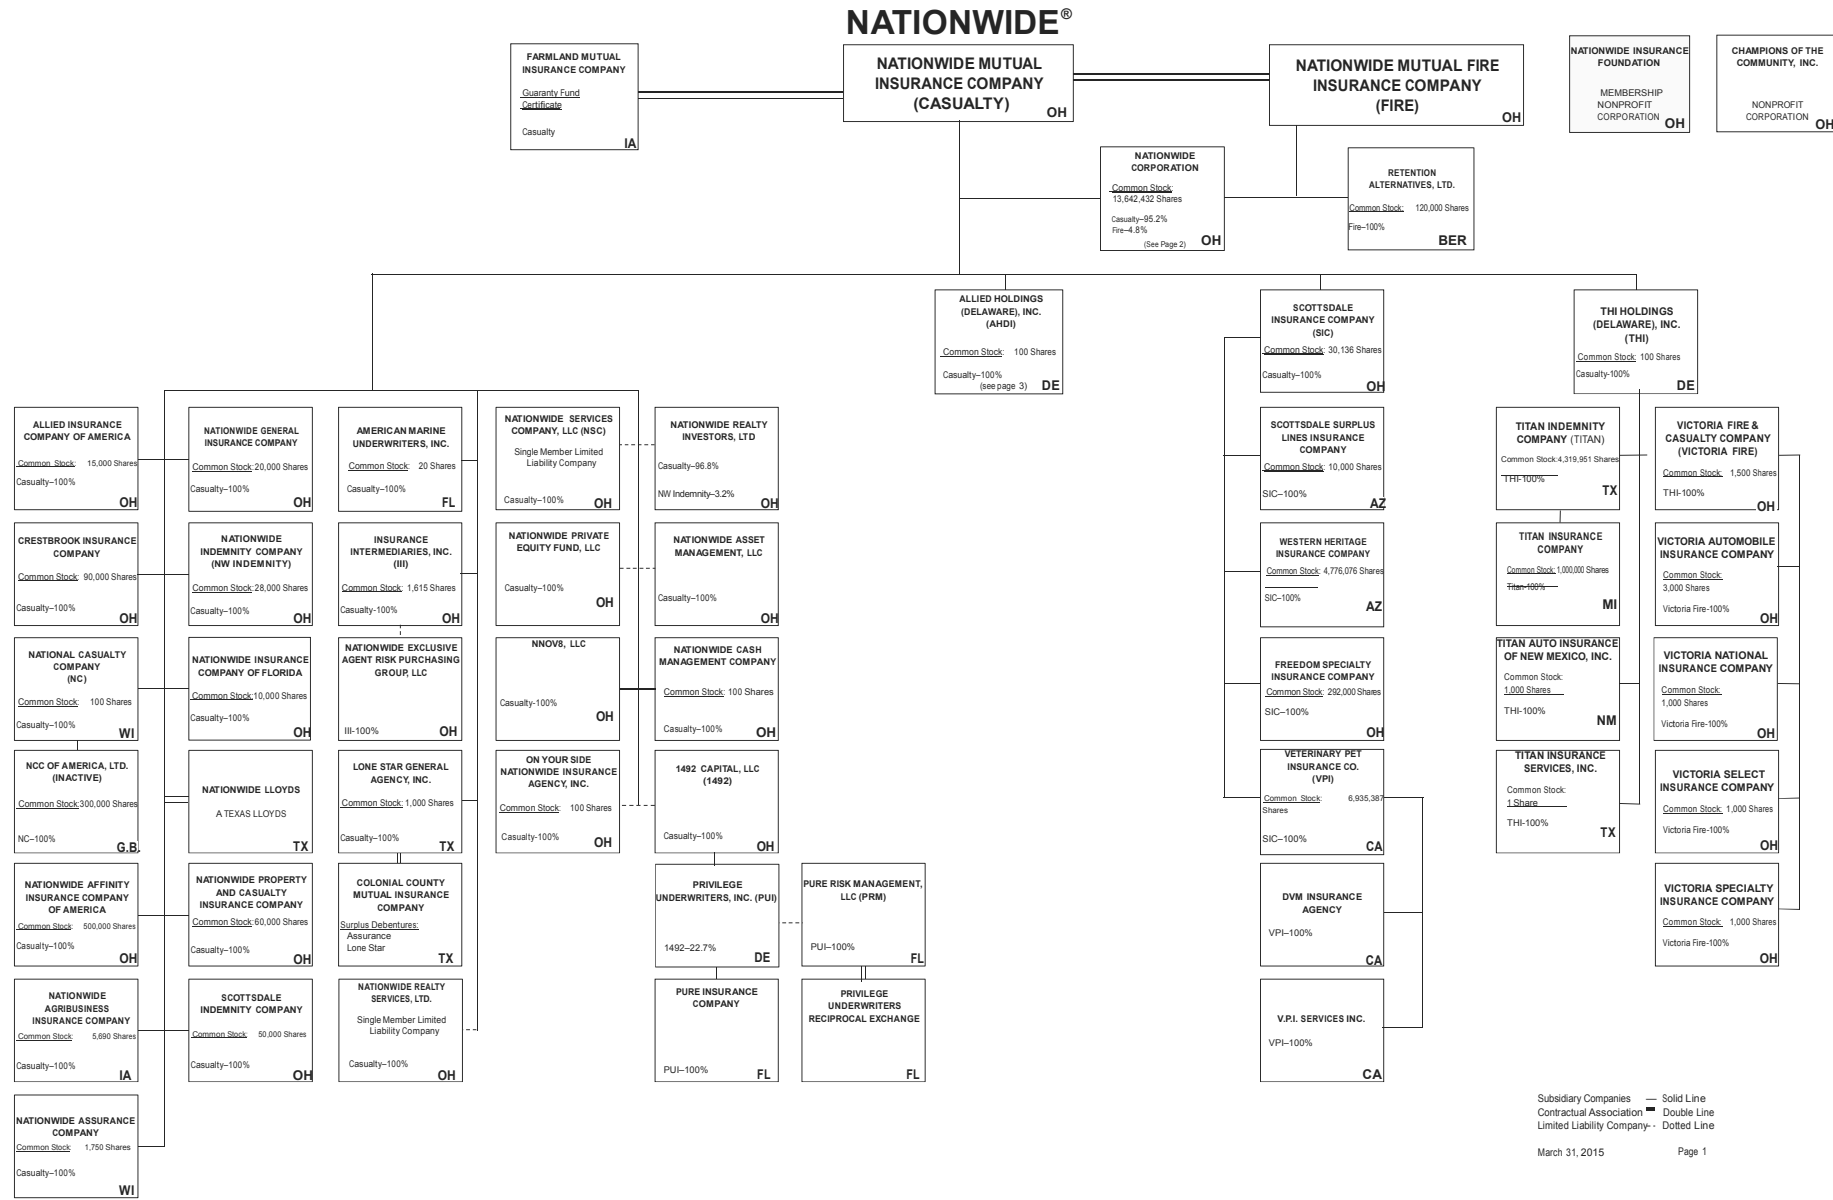 NATIONWIDE®
FARMLAND MUTUAL
INSURANCE COMPANY
Guaranty Fund
Certificate
Casualty
IA
NATIONWIDE MUTUAL
INSURANCE COMPANY
(CASUALTY)
OH
NATIONWIDE MUTUAL FIRE
INSURANCE COMPANY
(FIRE)
OH
NATIONWIDE INSURANCE
FOUNDATION
MEMBERSHIP
NONPROFIT
CORPORATION
OH
CHAMPIONS OF THE
COMMUNITY, INC.
NONPROFIT
CORPORATION
OH
NATIONWIDE
CORPORATION
Common Stock:
13,642,432 Shares
Casualty–95.2%
Fire–4.8%
(See Page 2)
OH
RETENTION
ALTERNATIVES, LTD.
Common Stock: 120,000 Shares
Fire–100%
BER
ALLIED HOLDINGS
(DELAWARE), INC.
(AHDI)
Common Stock: 100 Shares
Casualty–100%
(see page 3)
DE
SCOTTSDALE
INSURANCE COMPANY
(SIC)
Common Stock: 30,136 Shares
Casualty–100%
OH
THI HOLDINGS
(DELAWARE), INC.
(THI)
Common Stock: 100 Shares
Casualty-100%
DE
ALLIED INSURANCE
COMPANY OF AMERICA
Common Stock: 15,000 Shares
Casualty–100%
OH
NATIONWIDE GENERAL
INSURANCE COMPANY
Common Stock: 20,000 Shares
Casualty–100%
OH
AMERICAN MARINE
UNDERWRITERS, INC.
Common Stock: 20 Shares
Casualty–100%
FL
NATIONWIDE SERVICES
COMPANY, LLC (NSC)
Single Member Limited
Liability Company
Casualty–100%
OH
NATIONWIDE REALTY
INVESTORS, LTD
Casualty–96.8%
NW Indemnity–3.2%
OH
SCOTTSDALE SURPLUS
LINES INSURANCE
COMPANY
Common Stock: 10,000 Shares
SIC–100%
AZ
TITAN INDEMNITY
COMPANY (TITAN)
Common Stock:4,319,951 Shares
THI-100%
TX
VICTORIA FIRE &
CASUALTY COMPANY
(VICTORIA FIRE)
Common Stock: 1,500 Shares
THI-100%
OH
CRESTBROOK INSURANCE
COMPANY
Common Stock: 90,000 Shares
Casualty–100%
OH
NATIONWIDE
INDEMNITY COMPANY
(NW INDEMNITY)
Common Stock: 28,000 Shares
Casualty–100%
OH
INSURANCE
INTERMEDIARIES, INC.
(III)
Common Stock: 1,615 Shares
Casualty-100%
OH
NATIONWIDE PRIVATE
EQUITY FUND, LLC
Casualty–100%
OH
NATIONWIDE ASSET
MANAGEMENT, LLC
Casualty–100%
OH
WESTERN HERITAGE
INSURANCE COMPANY
Common Stock: 4,776,076 Shares
SIC–100%
AZ
TITAN INSURANCE
COMPANY
Common Stock: 1,000,000 Shares
Titan-100%
MI
VICTORIA AUTOMOBILE
INSURANCE COMPANY
Common Stock:
3,000 Shares
Victoria Fire-100%
OH
NATIONAL CASUALTY
COMPANY
(NC)
Common Stock: 100 Shares
Casualty–100%
WI
NATIONWIDE INSURANCE
COMPANY OF FLORIDA
Common Stock: 10,000 Shares
Casualty–100%
OH
NATIONWIDE EXCLUSIVE
AGENT RISK PURCHASING
GROUP, LLC
III-100%
OH
NNOV8, LLC
Casualty-100%
OH
NATIONWIDE CASH
MANAGEMENT COMPANY
Common Stock: 100 Shares
Casualty–100%
OH
FREEDOM SPECIALTY
INSURANCE COMPANY
Common Stock: 292,000 Shares
SIC–100%
OH
TITAN AUTO INSURANCE
OF NEW MEXICO, INC.
Common Stock:
1,000 Shares
THI-100%
NM
VICTORIA NATIONAL
INSURANCE COMPANY
Common Stock:
1,000 Shares
Victoria Fire-100%
OH
NCC OF AMERICA, LTD.
(INACTIVE)
Common Stock: 300,000 Shares
NC–100%
G.B.
NATIONWIDE LLOYDS
A TEXAS LLOYDS
TX
LONE STAR GENERAL
AGENCY, INC.
Common Stock: 1,000 Shares
Casualty–100%
TX
ON YOUR SIDE
NATIONWIDE INSURANCE
AGENCY, INC.
Common Stock: 100 Shares
Casualty-100%
OH
1492 CAPITAL, LLC
(1492)
Casualty–100%
OH
VETERINARY PET
INSURANCE CO.
(VPI)
Common Stock: 6,935,387
Shares
SIC–100%
CA
TITAN INSURANCE
SERVICES, INC.
Common Stock:
1 Share
THI-100%
TX
VICTORIA SELECT
INSURANCE COMPANY
Common Stock: 1,000 Shares
Victoria Fire-100%
OH
NATIONWIDE AFFINITY
INSURANCE COMPANY
OF AMERICA
Common Stock: 500,000 Shares
Casualty–100%
OH
NATIONWIDE PROPERTY
AND CASUALTY
INSURANCE COMPANY
Common Stock: 60,000 Shares
Casualty–100%
OH
COLONIAL COUNTY
MUTUAL INSURANCE
COMPANY
Surplus Debentures:
Assurance
Lone Star
TX
PRIVILEGE
UNDERWRITERS, INC. (PUI)
1492–22.7%
DE
PURE RISK MANAGEMENT,
LLC (PRM)
PUI–100%
FL
DVM INSURANCE
AGENCY
VPI–100%
CA
VICTORIA SPECIALTY
INSURANCE COMPANY
Common Stock: 1,000 Shares
Victoria Fire-100%
OH
NATIONWIDE
AGRIBUSINESS
INSURANCE COMPANY
Common Stock: 5,690 Shares
Casualty–100%
IA
SCOTTSDALE
INDEMNITY COMPANY
Common Stock: 50,000 Shares
Casualty–100%
OH
NATIONWIDE REALTY
SERVICES, LTD.
Single Member Limited
Liability Company
Casualty–100%
OH
PURE INSURANCE
COMPANY
PUI–100%
FL
PRIVILEGE
UNDERWRITERS
RECIPROCAL EXCHANGE
FL
V.P.I. SERVICES INC.
VPI–100%
CA
NATIONWIDE ASSURANCE
COMPANY
Common Stock: 1,750 Shares
Casualty–100%
WI
Subsidiary Companies — Solid Line
Contractual Association Double Line
Limited Liability Company-- Dotted Line
March 31, 2015 Page 1